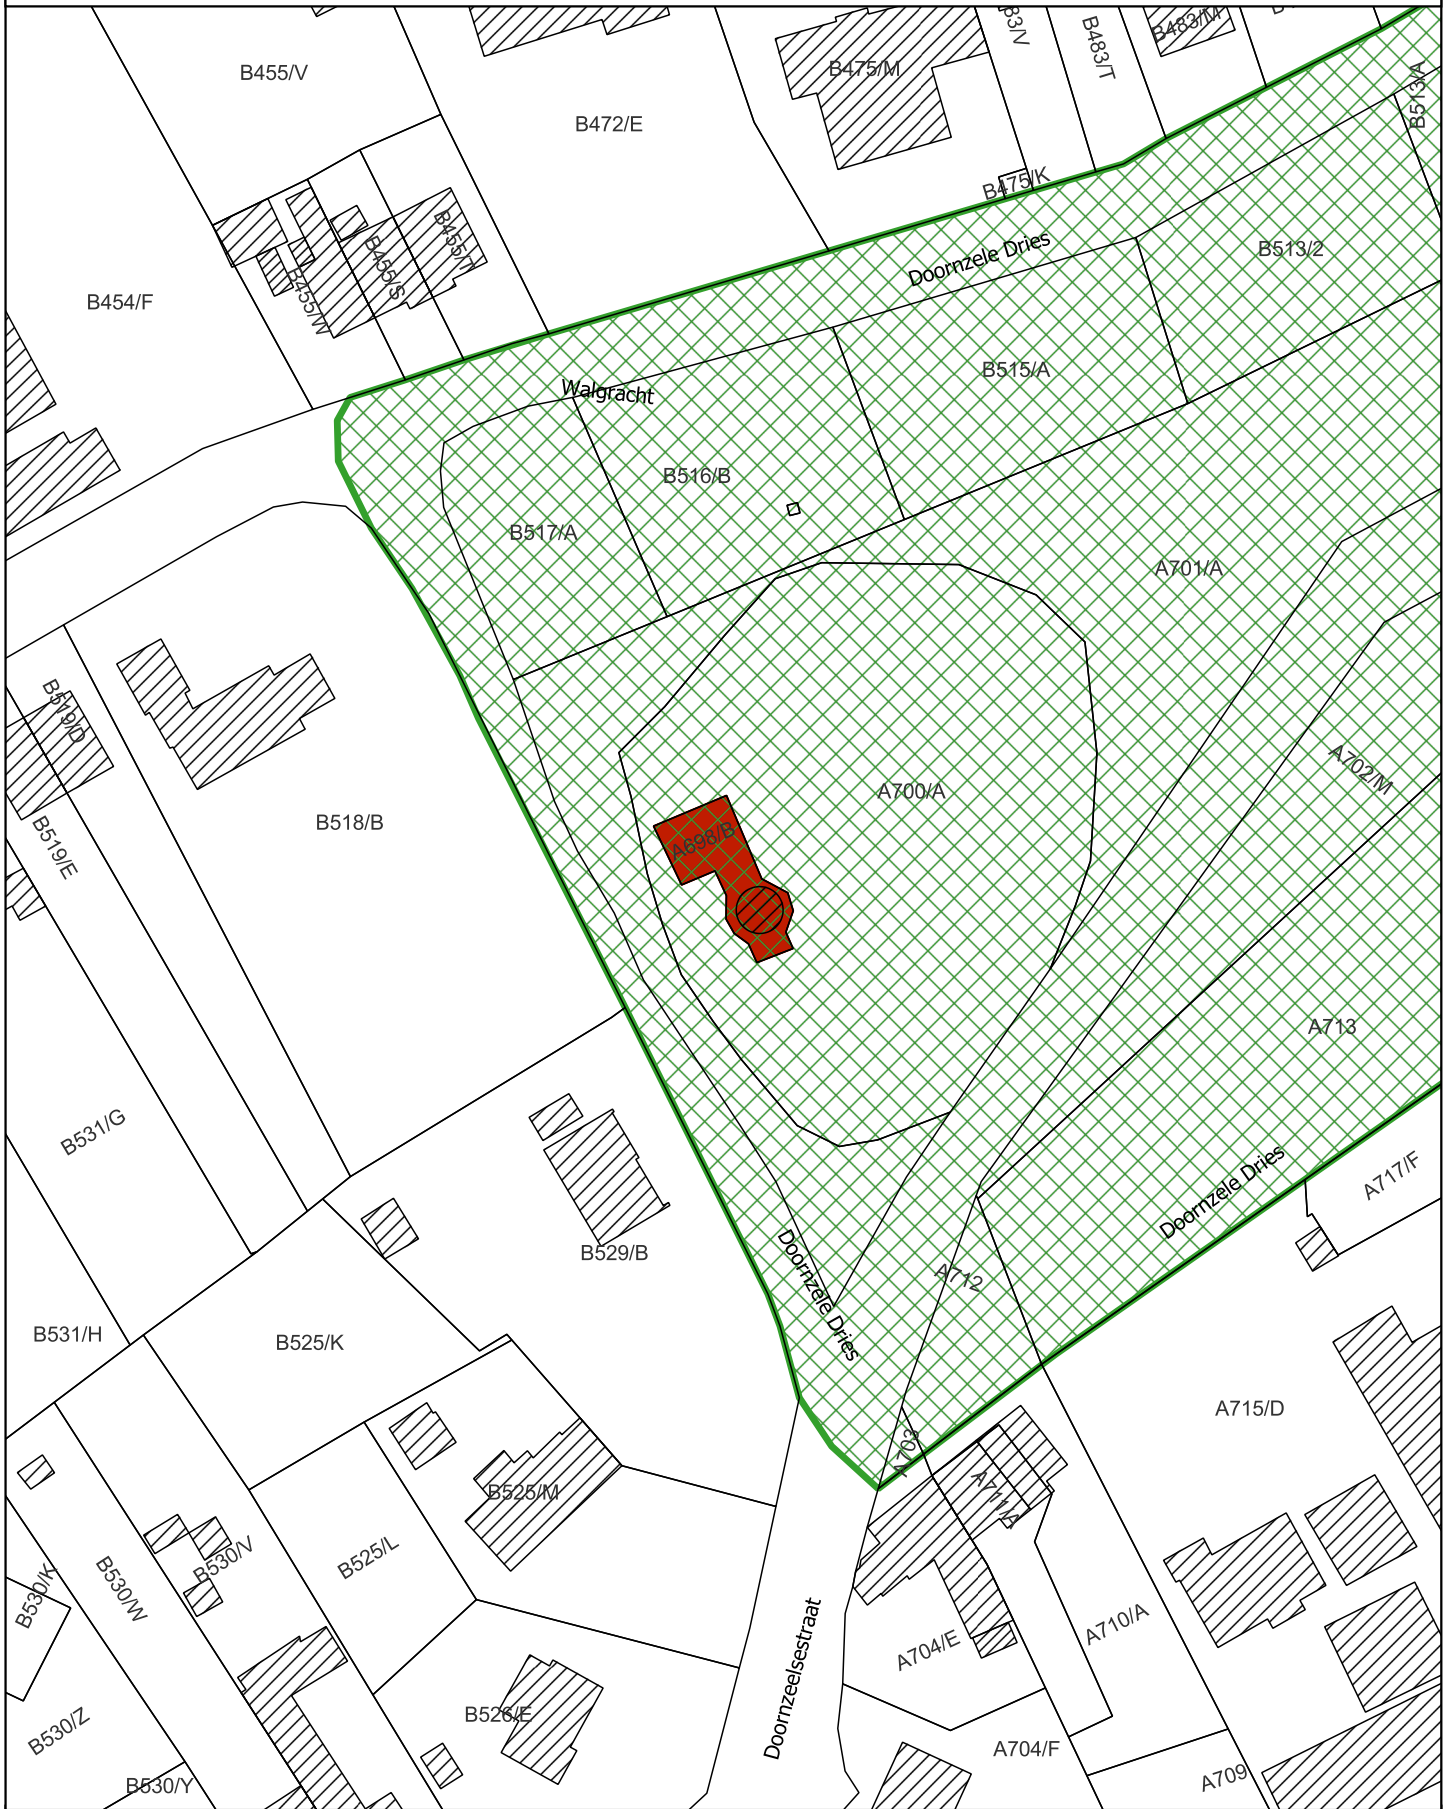 B455/V
B472/E
B475/M
83/V
B483/T
B483/M
B513/A
B475/K
B454/F
B455/W
B455/S
B455/T
Doornzele Dries
B513/2
Walgracht
B515/A
B516/B
B517/A
A701/A
B519/D
B519/E
B518/B
A700/A
A698/B
A702/M
A713
B531/G
B529/B
Doornzele Dries
Doornzele Dries
A717/F
A712
B531/H
B525/K
A715/D
A703
A711/A
B525/M
B525/L
B530/V
B530/W
B530/K
Doornzeelsestraat
A704/E
A710/A
B530/Z
B526/E
B530/Y
A704/F
A709